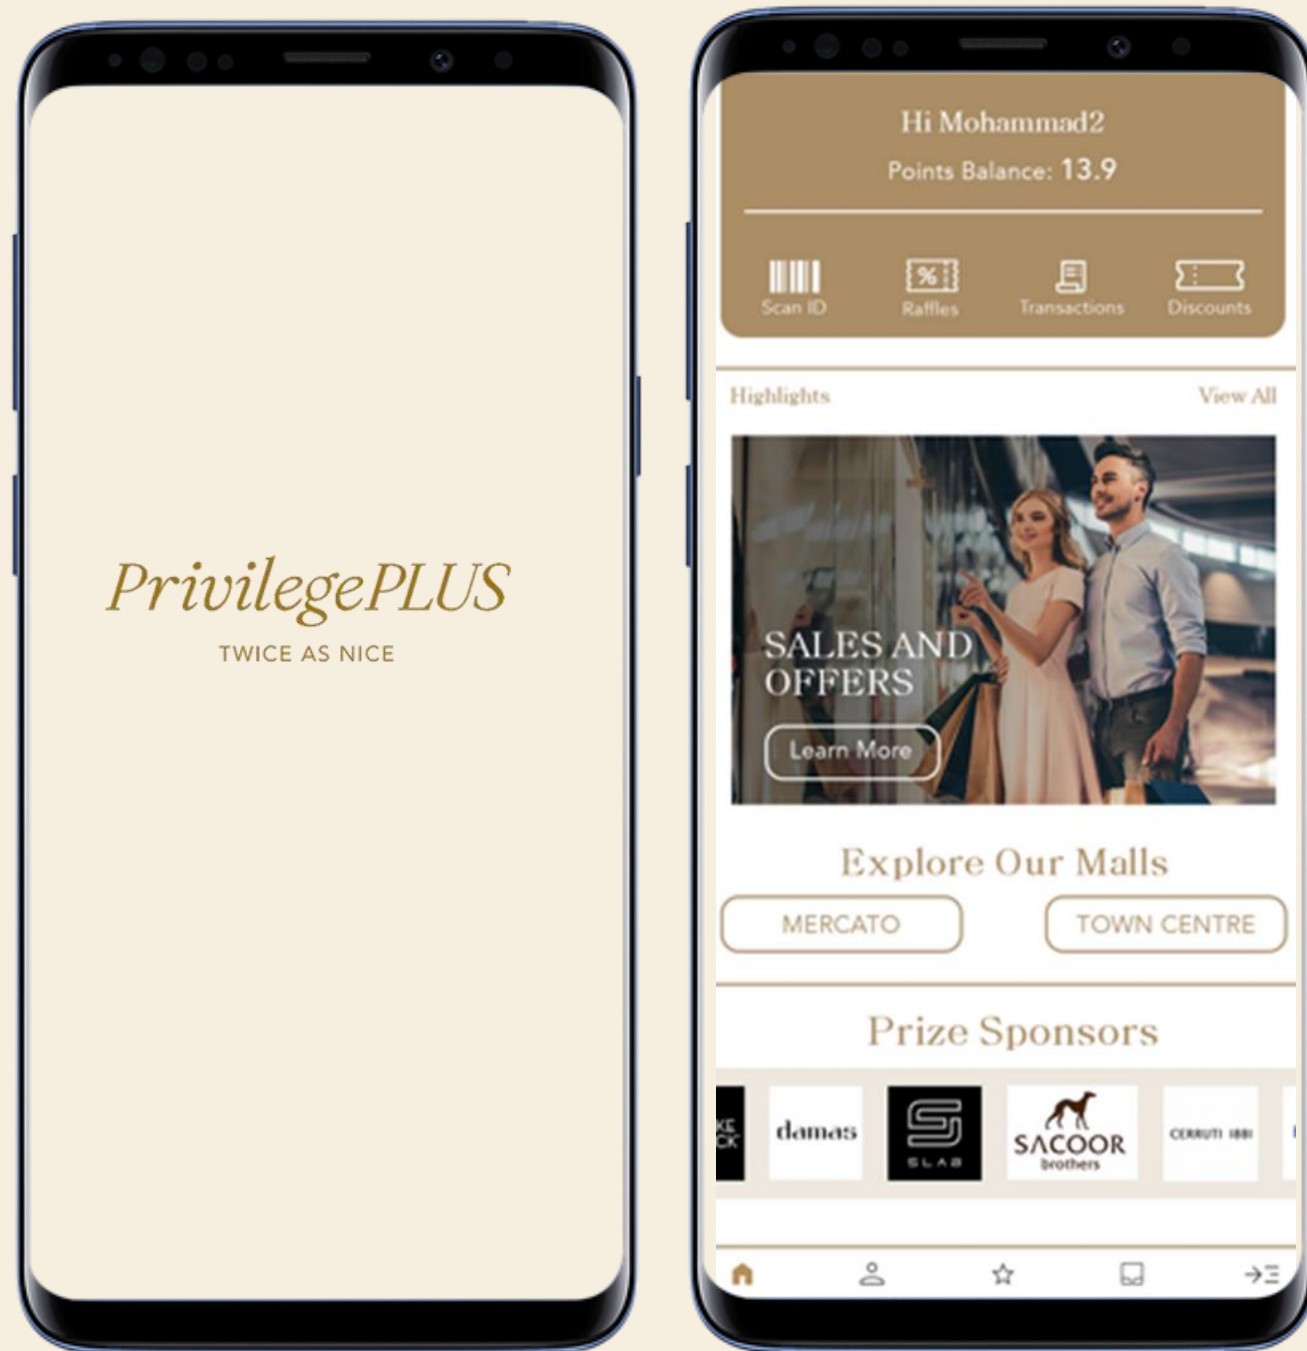 PrivilegePLUS
TWICE AS NICE
Hi Mohammad2
Points Balance: 13.9
Scan ID
Raffles
Transactions
Discounts
Highlights
View All
SALES AND
OFFERS
Learn More
Explore Our Malls
MERCATO
TOWN CENTRE
Prize Sponsors
damas
SLAB
SACOOR
brothers
CERRUTI 1881